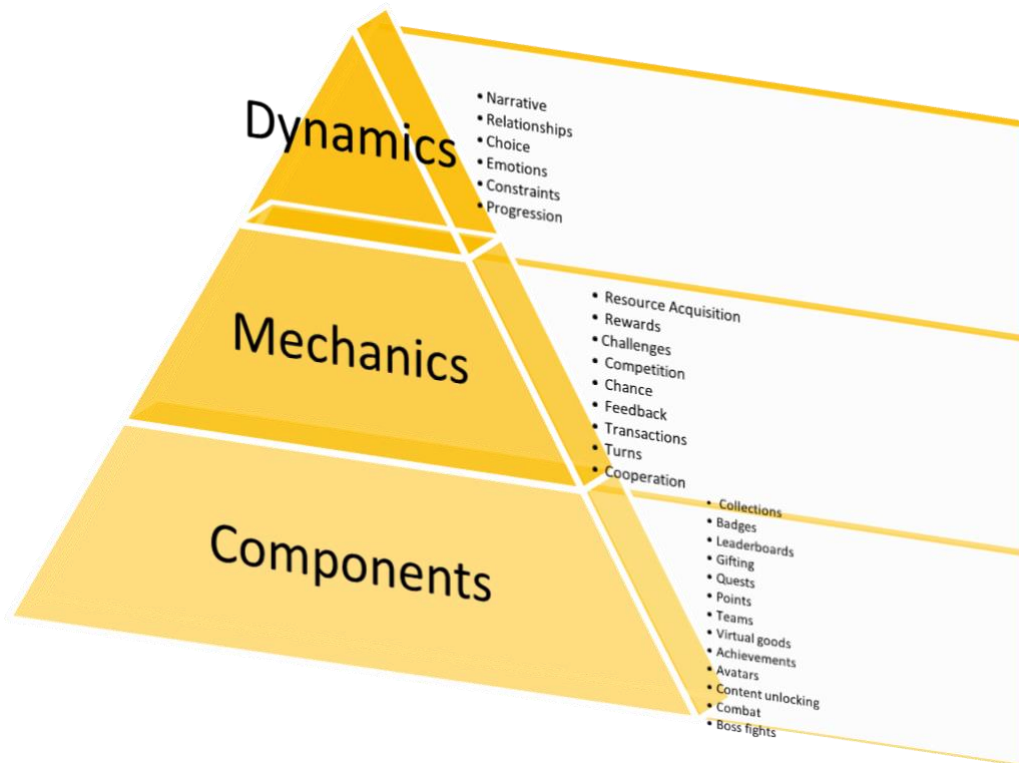 Dynamics
• Narrative
• Relationships
• Choice
• Emotions
• Constraints
• Progression
Mechanics
• Resource Acquisition
• Rewards
• Challenges
• Competition
• Chance
• Feedback
• Transactions
• Turns
• Cooperation
Components
• Collections
• Badges
• Leaderboards
• Gifting
• Quests
• Points
• Teams
• Virtual goods
• Achievements
• Avatars
• Content unlocking
• Combat
• Boss fights